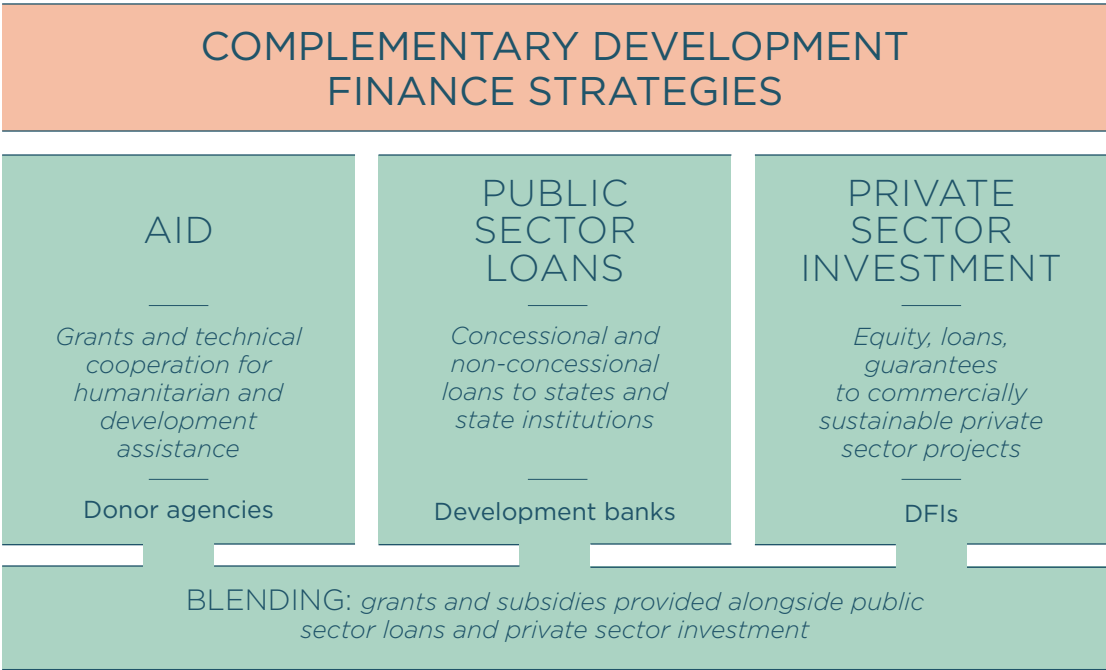 COMPLEMENTARY DEVELOPMENT
FINANCE STRATEGIES
AID
Grants and technical
cooperation for
humanitarian and
development
assistance
Donor agencies
PUBLIC
SECTOR
LOANS
Concessional and
non-concessional
loans to states and
state institutions
Development banks
PRIVATE
SECTOR
INVESTMENT
Equity, loans,
guarantees
to commercially
sustainable private
sector projects
DFIs
BLENDING: grants and subsidies provided alongside public
sector loans and private sector investment